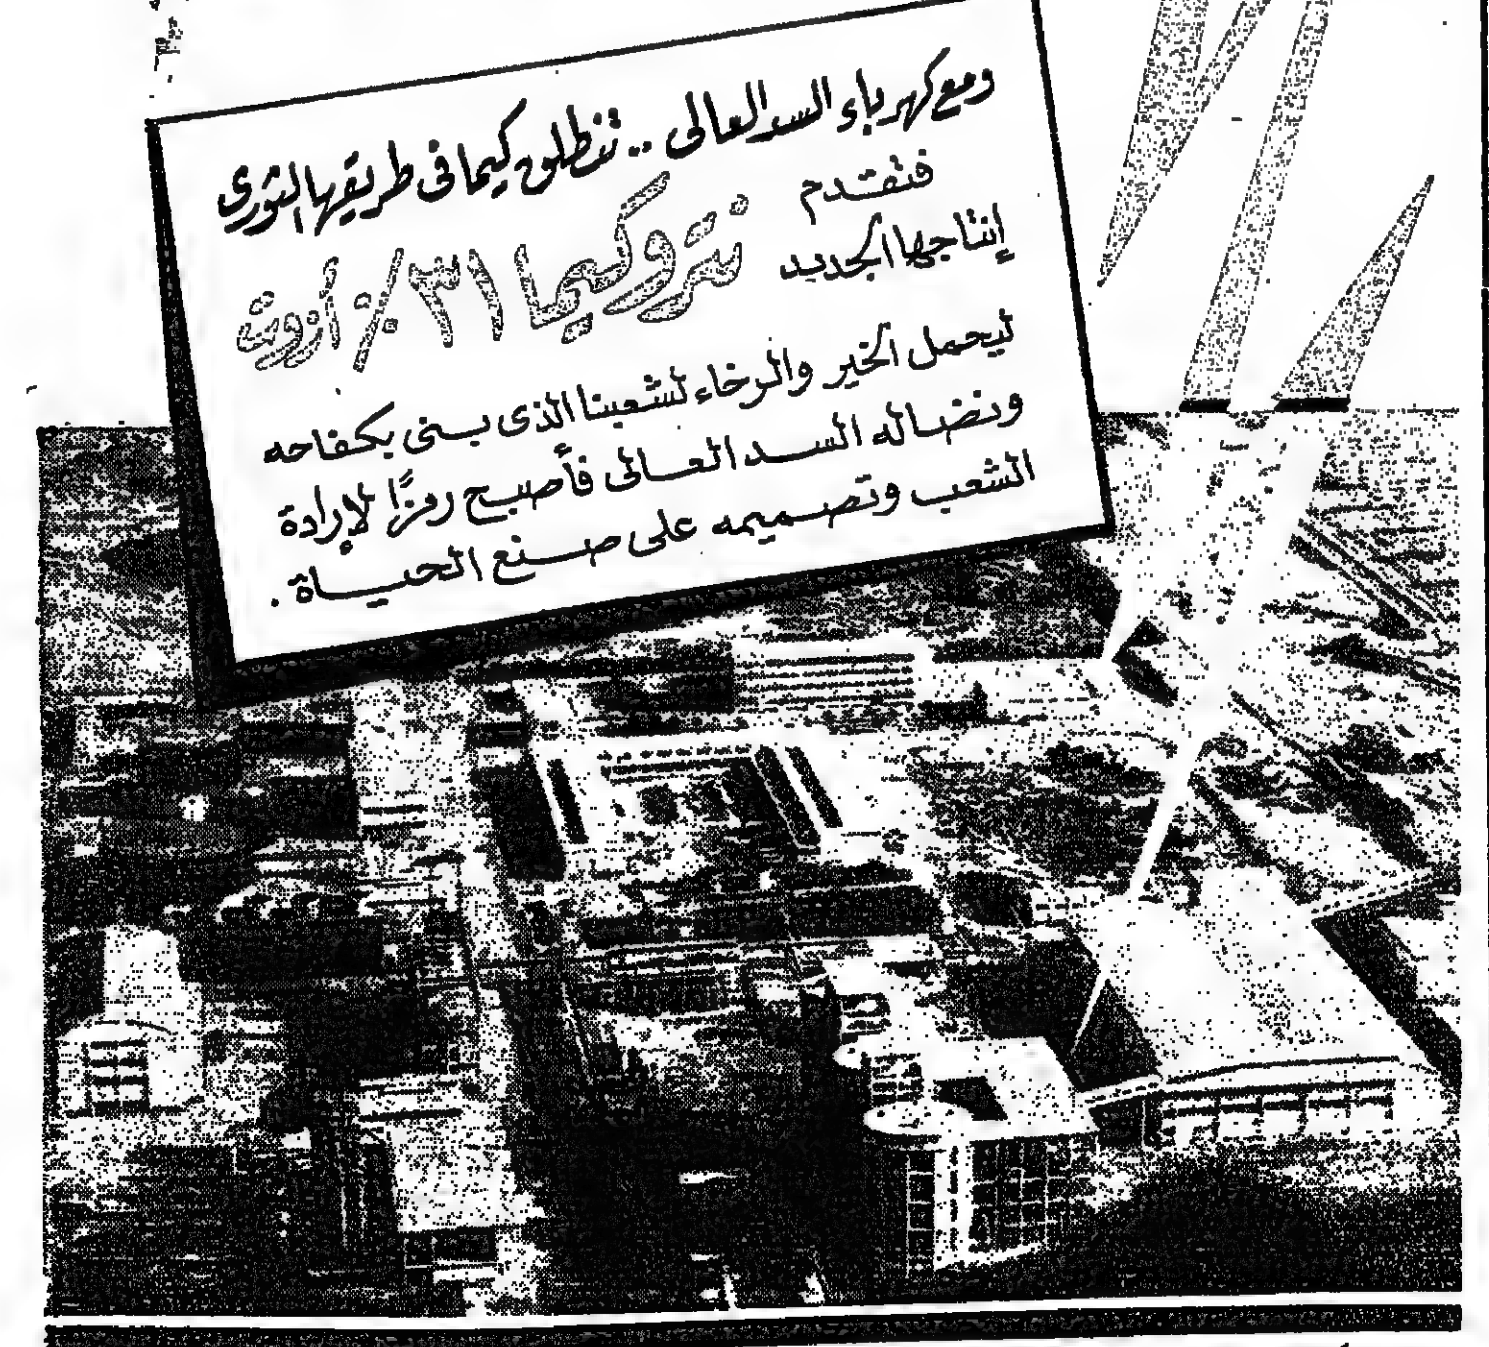 ومع كهرباء السد العالى .. تنطلق كيما فى طريقها الثورى
فتقدم
إنتاجها الجديد
نتروكيما ٣١٪ أزوت
ليحمل الخير والرخاء لشعبنا الذى بنى بكفاحه
ونضاله السد العالى فأصبح رمزًا لإرادة
الشعب وتصميمه على صنع الحياة .